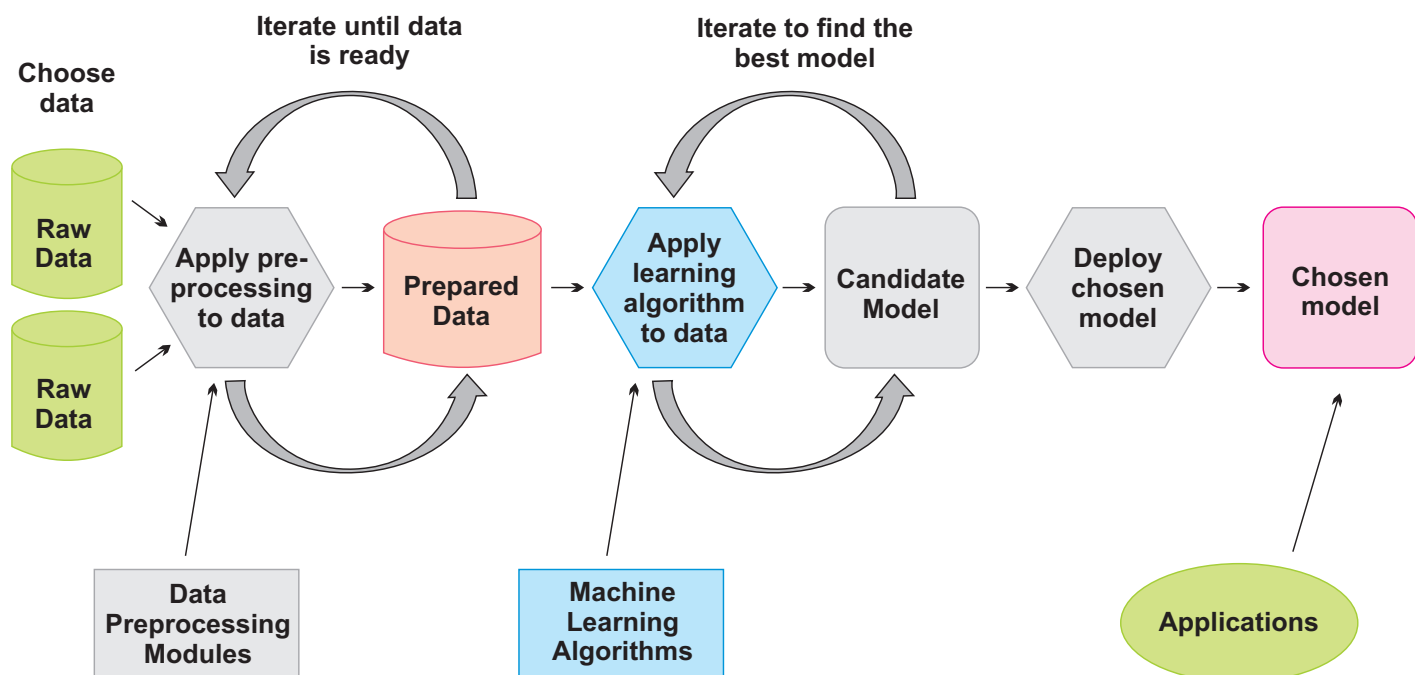 Iterate until data
is ready
Iterate to find the
best model
Choose
data
Raw
Data
Raw
Data
Apply pre-
processing
to data
Prepared
Data
Apply
learning
algorithm
to data
Candidate
Model
Deploy
chosen
model
Chosen
model
Data
Preprocessing
Modules
Machine
Learning
Algorithms
Applications